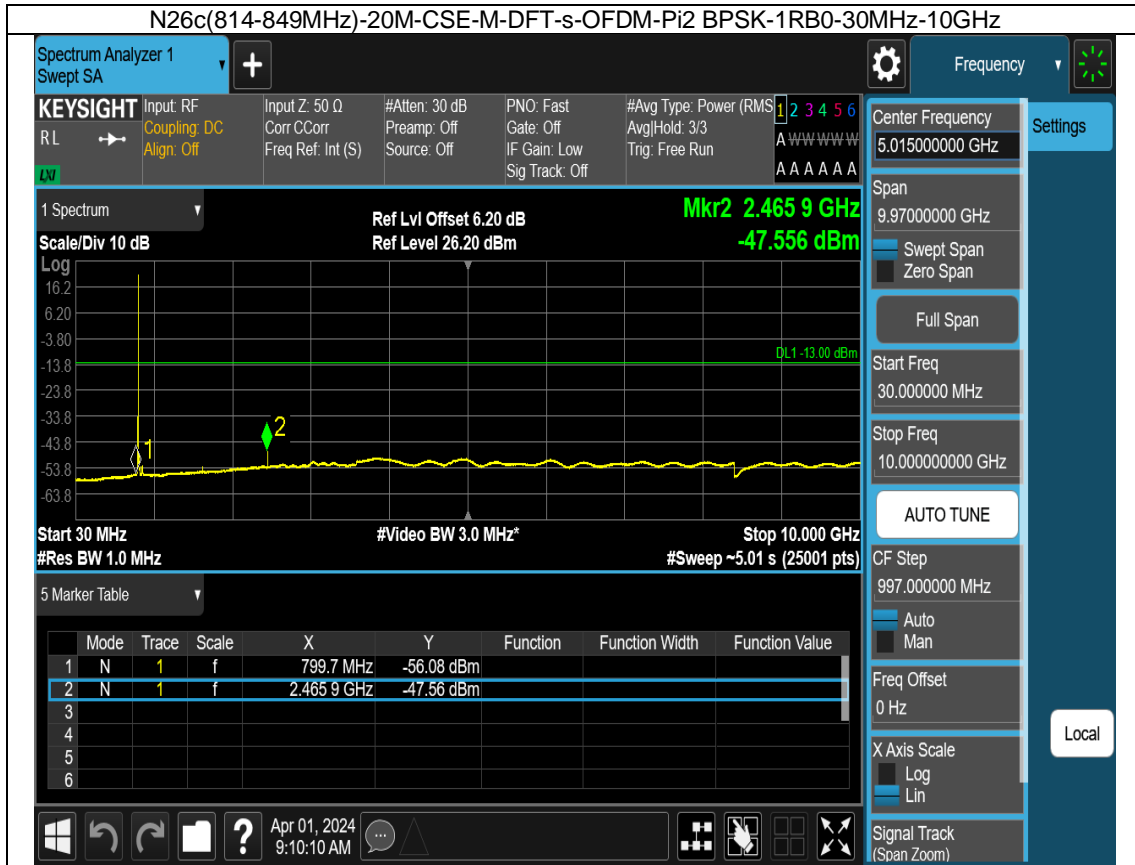 N26c(814-849MHz)-20M-CSE-M-DFT-s-OFDM-Pi2 BPSK-1RB0-30MHz-10GHz
Spectrum Analyzer 1
Swept SA
Frequency
KEYSIGHT
R L
LXI
Input: RF
Coupling: DC
Align: Off
Input Z: 50 Ω
Corr CCorr
Freq Ref: Int (S)
#Atten: 30 dB
Preamp: Off
Source: Off
PNO: Fast
Gate: Off
IF Gain: Low
Sig Track: Off
#Avg Type: Power (RMS
Avg|Hold: 3/3
Trig: Free Run
1 2 3 4 5 6
A W W W W W
A A A A A A
1 Spectrum
Scale/Div 10 dB
Ref Lvl Offset 6.20 dB
Ref Level 26.20 dBm
Mkr2 2.465 9 GHz
-47.556 dBm
Log
16.2
6.20
-3.80
DL1 -13.00 dBm
-13.8
-23.8
-33.8
2
-43.8
1
-53.8
-63.8
Start 30 MHz
#Video BW 3.0 MHz*
Stop 10.000 GHz
#Res BW 1.0 MHz
#Sweep ~5.01 s (25001 pts)
5 Marker Table
Mode Trace Scale X Y Function Function Width Function Value
1 N 1 f 799.7 MHz -56.08 dBm
2 N 1 f 2.465 9 GHz -47.56 dBm
3
4
5
6
Apr 01, 2024
9:10:10 AM
Center Frequency
5.015000000 GHz
Span
9.97000000 GHz
Swept Span
Zero Span
Full Span
Start Freq
30.000000 MHz
Stop Freq
10.000000000 GHz
AUTO TUNE
CF Step
997.000000 MHz
Auto
Man
Freq Offset
0 Hz
X Axis Scale
Log
Lin
Signal Track
(Span Zoom)
Settings
Local